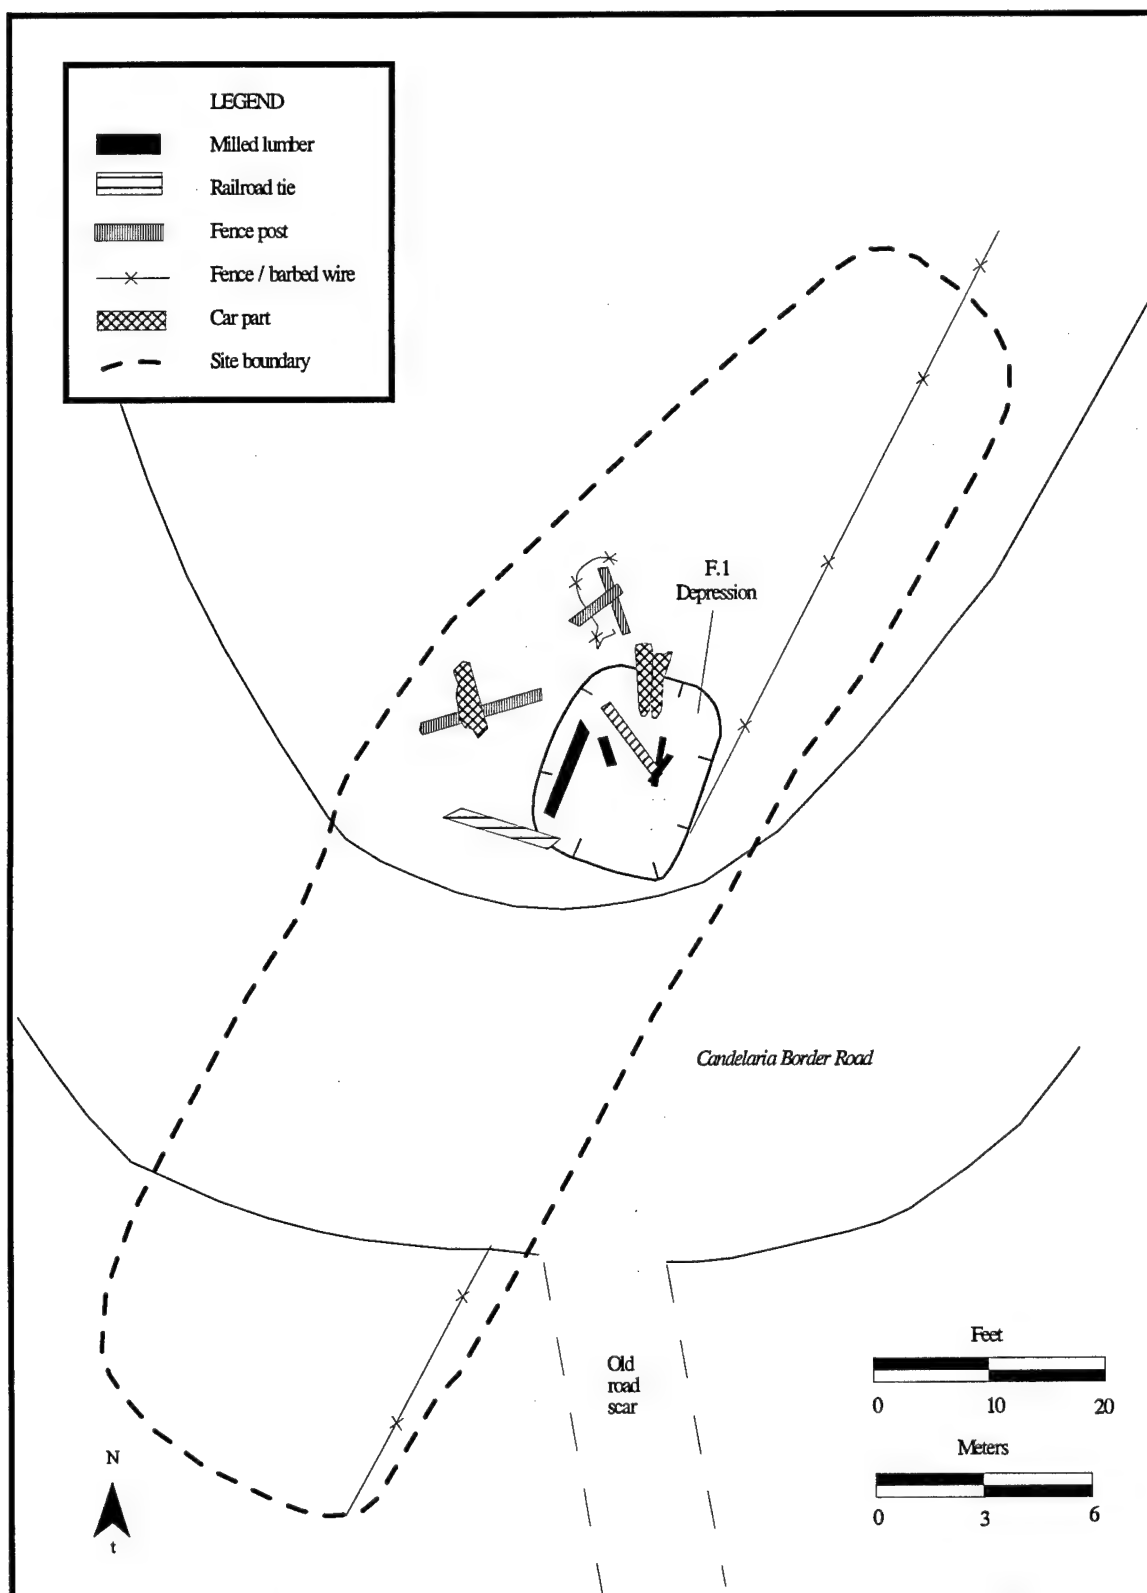 LEGEND
Milled lumber
Railroad tie
Fence post
Fence / barbed wire
Car part
Site boundary
F.1
Depression
Candelaria Border Road
Old
road
scar
Feet
0 10 20
Meters
0 3 6
N
t